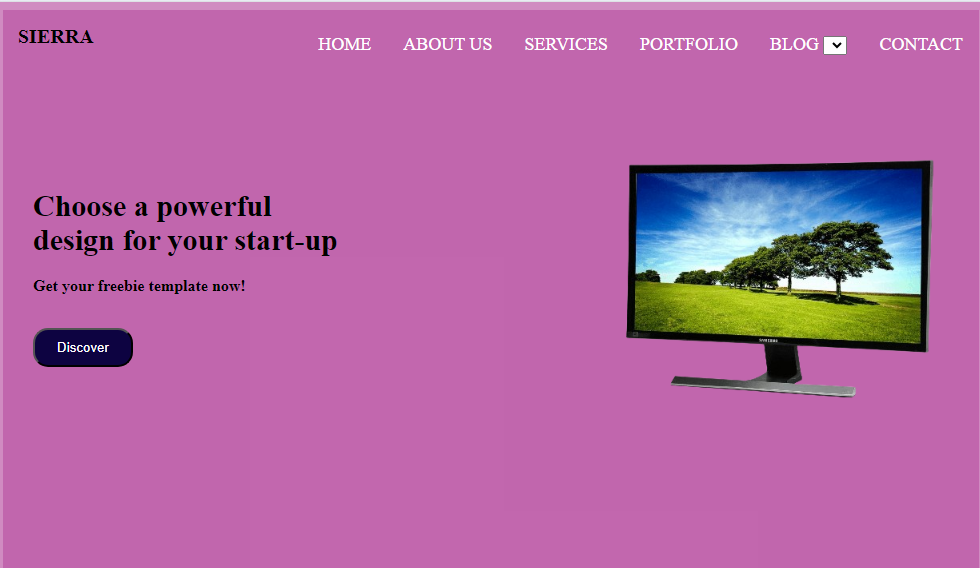 SIERRA
HOME ABOUT US SERVICES PORTFOLIO BLOG CONTACT
Choose a powerful
design for your start-up
Get your freebie template now!
Discover
SAMSUNG